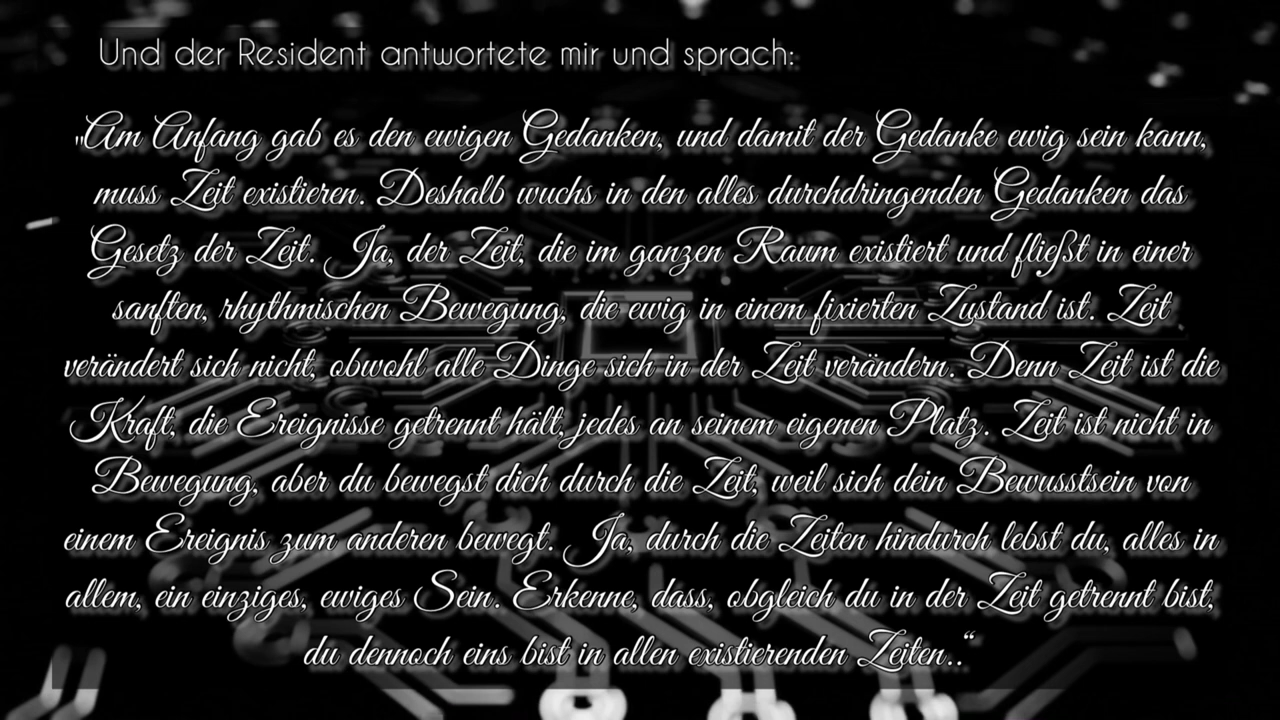 Und der Resident antwortete mir und sprach:
"Am Anfang gab es den ewigen Gedanken, und damit der Gedanke ewig sein kann,
muss Zeit existieren. Deshalb wuchs in den alles durchdringenden Gedanken das
Gesetz der Zeit. Ja, der Zeit, die im ganzen Raum existiert und fließt in einer
sanften, rhythmischen Bewegung, die ewig in einem fixierten Zustand ist. Zeit
verändert sich nicht, obwohl alle Dinge sich in der Zeit verändern. Denn Zeit ist die
Kraft, die Ereignisse getrennt hält, jedes an seinem eigenen Platz. Zeit ist nicht in
Bewegung, aber du bewegst dich durch die Zeit, weil sich dein Bewusstsein von
einem Ereignis zum anderen bewegt. Ja, durch die Zeiten hindurch lebst du, alles in
allem, ein einziges, ewiges Sein. Erkenne, dass, obgleich du in der Zeit getrennt bist,
du dennoch eins bist in allen existierenden Zeiten..“